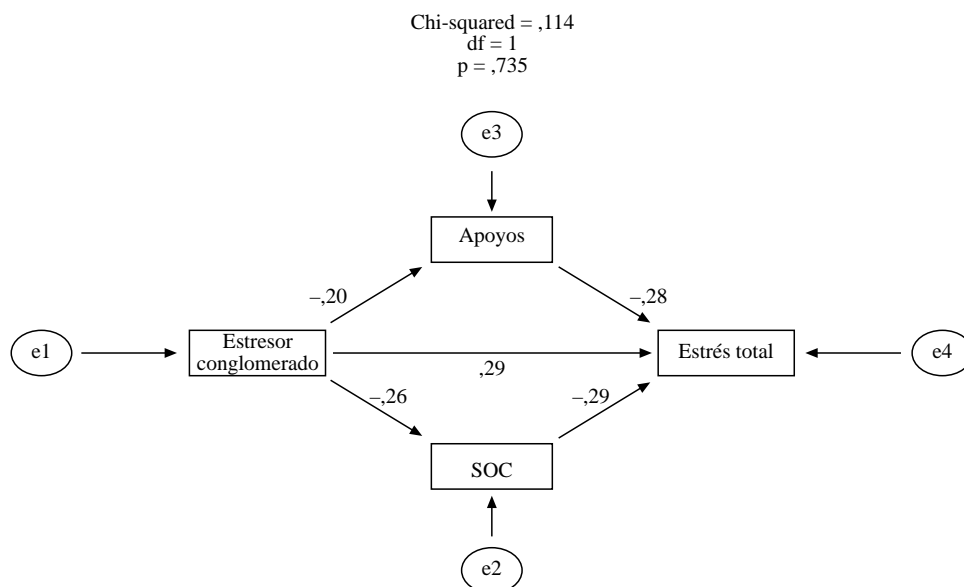 Chi-squared = ,114
df = 1
p = ,735
e3
Apoyos
–,20
–,28
e1
Estresor
conglomerado
,29
Estrés total
e4
–,26
–,29
SOC
e2